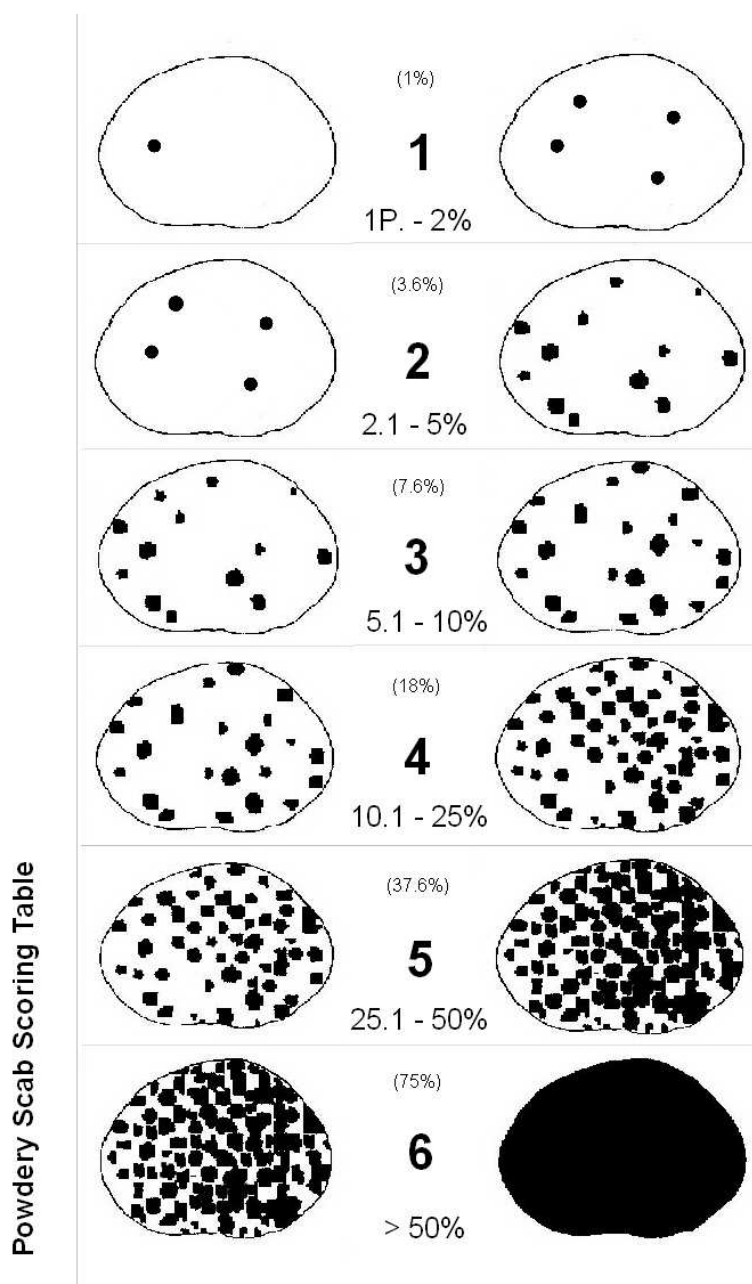 Powdery Scab Scoring Table
(1%)
1
1P. - 2%
(3.6%)
2
2.1 - 5%
(7.6%)
3
5.1 - 10%
(18%)
4
10.1 - 25%
(37.6%)
5
25.1 - 50%
(75%)
6
> 50%